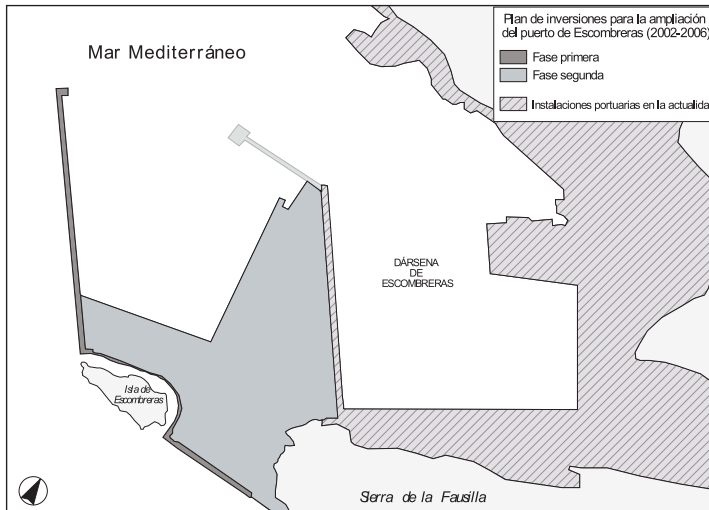 Plan de inversiones para la ampliación
del puerto de Escombreras (2002-2006)
Fase primera
Fase segunda
Instalaciones portuarias en la actualida
Mar Mediterráneo
DÁRSENA
DE
ESCOMBRERAS
Isla de
Escombreras
Sierra de la Fausilla